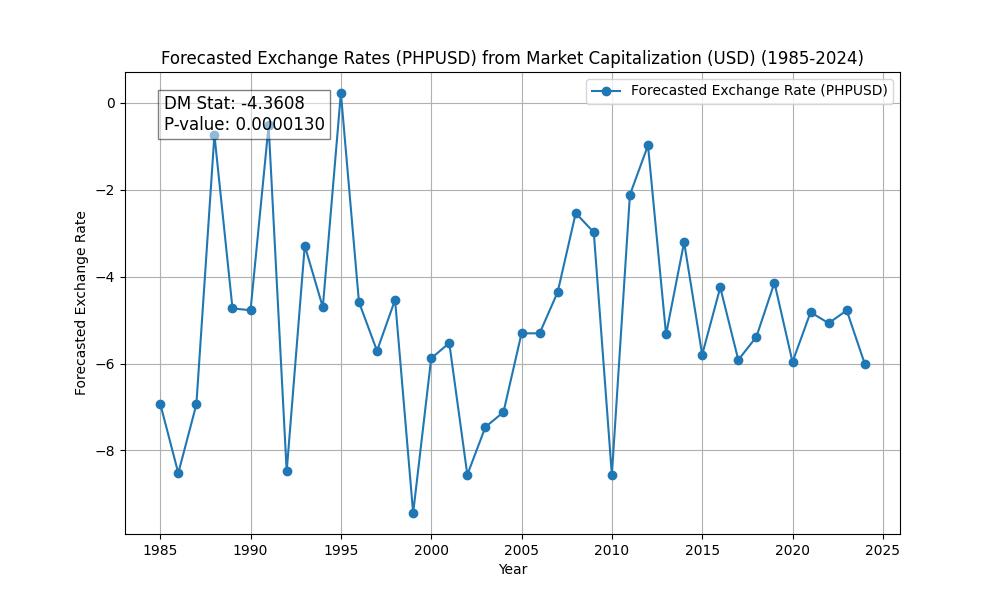 Forecasted Exchange Rates (PHPUSD) from Market Capitalization (USD) (1985-2024)
DM Stat: -4.3608
P-value: 0.0000130
Forecasted Exchange Rate (PHPUSD)
Forecasted Exchange Rate
0
−2
−4
−6
−8
1985 1990 1995 2000 2005 2010 2015 2020 2025
Year